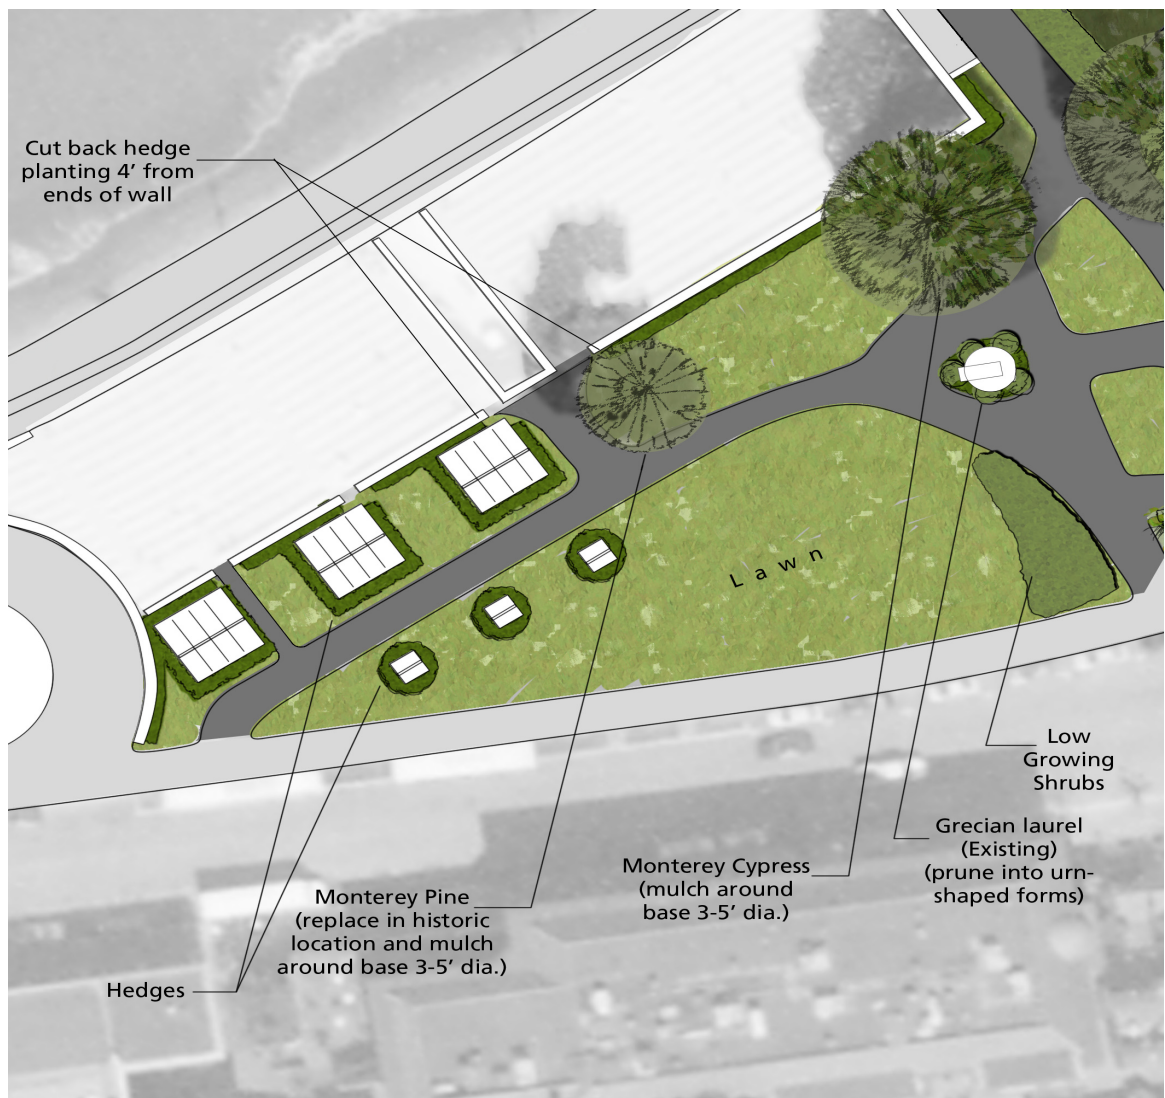 Cut back hedge
planting 4’ from
ends of wall
Lawn
Low
Growing
Shrubs
Grecian laurel
(Existing)
(prune into urn-
shaped forms)
Monterey Cypress
(mulch around
base 3-5’ dia.)
Monterey Pine
(replace in historic
location and mulch
around base 3-5’ dia.)
Hedges